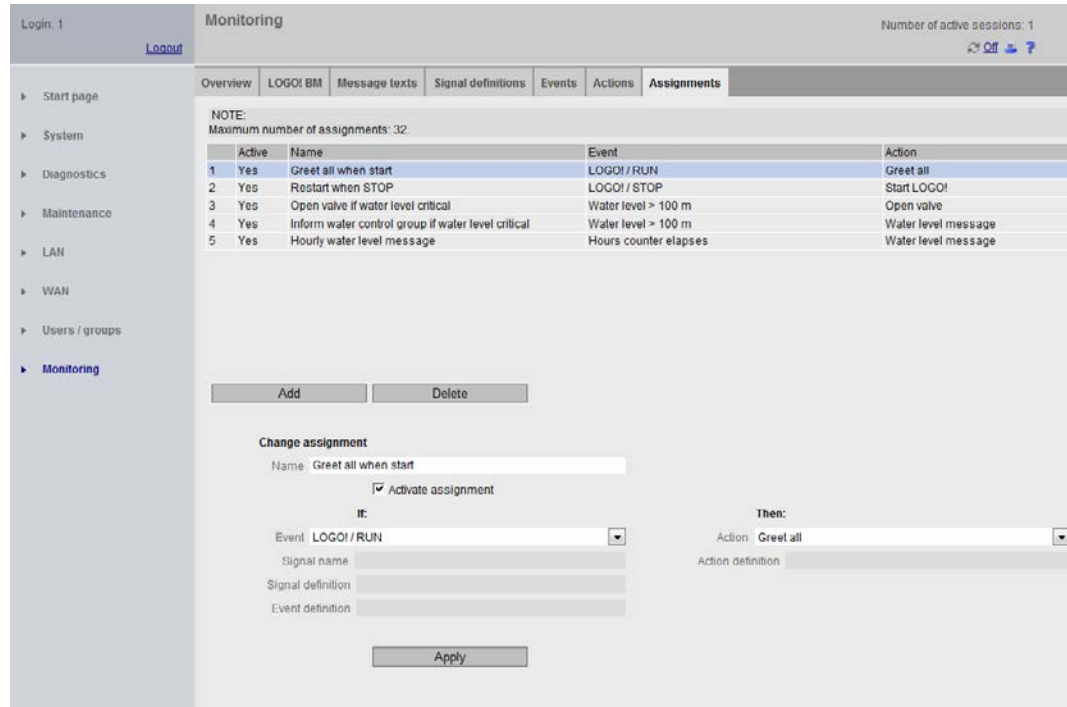 Login: 1
Logout
Monitoring
Number of active sessions: 1
Off ?
Start page
System
Diagnostics
Maintenance
LAN
WAN
Users / groups
Monitoring
Overview LOGO! BM Message texts Signal definitions Events Actions Assignments
NOTE:
Maximum number of assignments: 32.
Active Name Event Action
1 Yes Greet all when start LOGO! / RUN Greet all
2 Yes Restart when STOP LOGO! / STOP Start LOGO!
3 Yes Open valve if water level critical Water level > 100 m Open valve
4 Yes Inform water control group if water level critical Water level > 100 m Water level message
5 Yes Hourly water level message Hours counter elapses Water level message
Add Delete
Change assignment
Name Greet all when start
Activate assignment
If: Then:
Event LOGO! / RUN Action Greet all
Signal name Action definition
Signal definition
Event definition
Apply